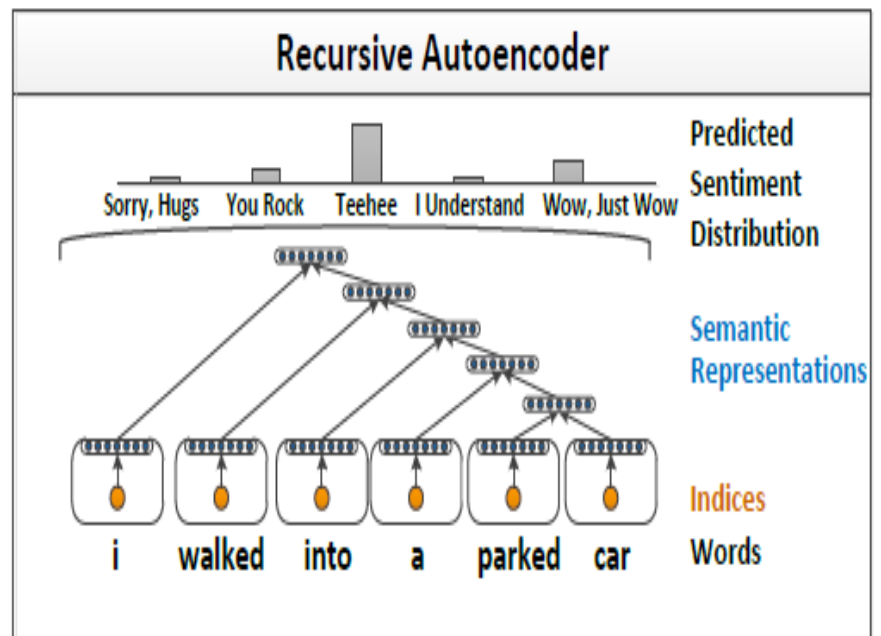 Recursive Autoencoder
Predicted
Sentiment
Distribution
Sorry, Hugs You Rock Teehee I Understand Wow, Just Wow
Semantic
Representations
Indices
i walked into a parked car Words